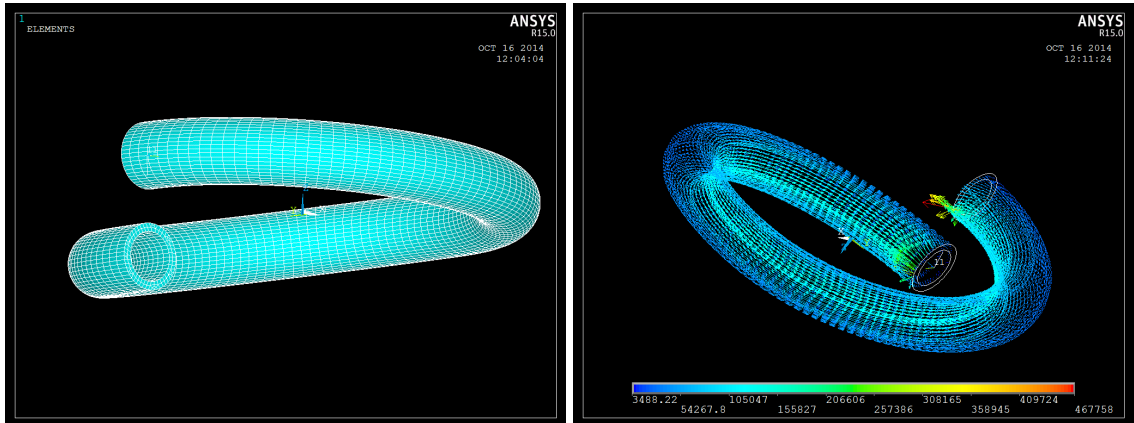 1
ELEMENTS
ANSYS
R15.0
OCT 16 2014
12:04:04
ANSYS
R15.0
OCT 16 2014
12:11:24
11
3488.22 105047 206606 308165 409724
54267.8 155827 257386 358945 467758